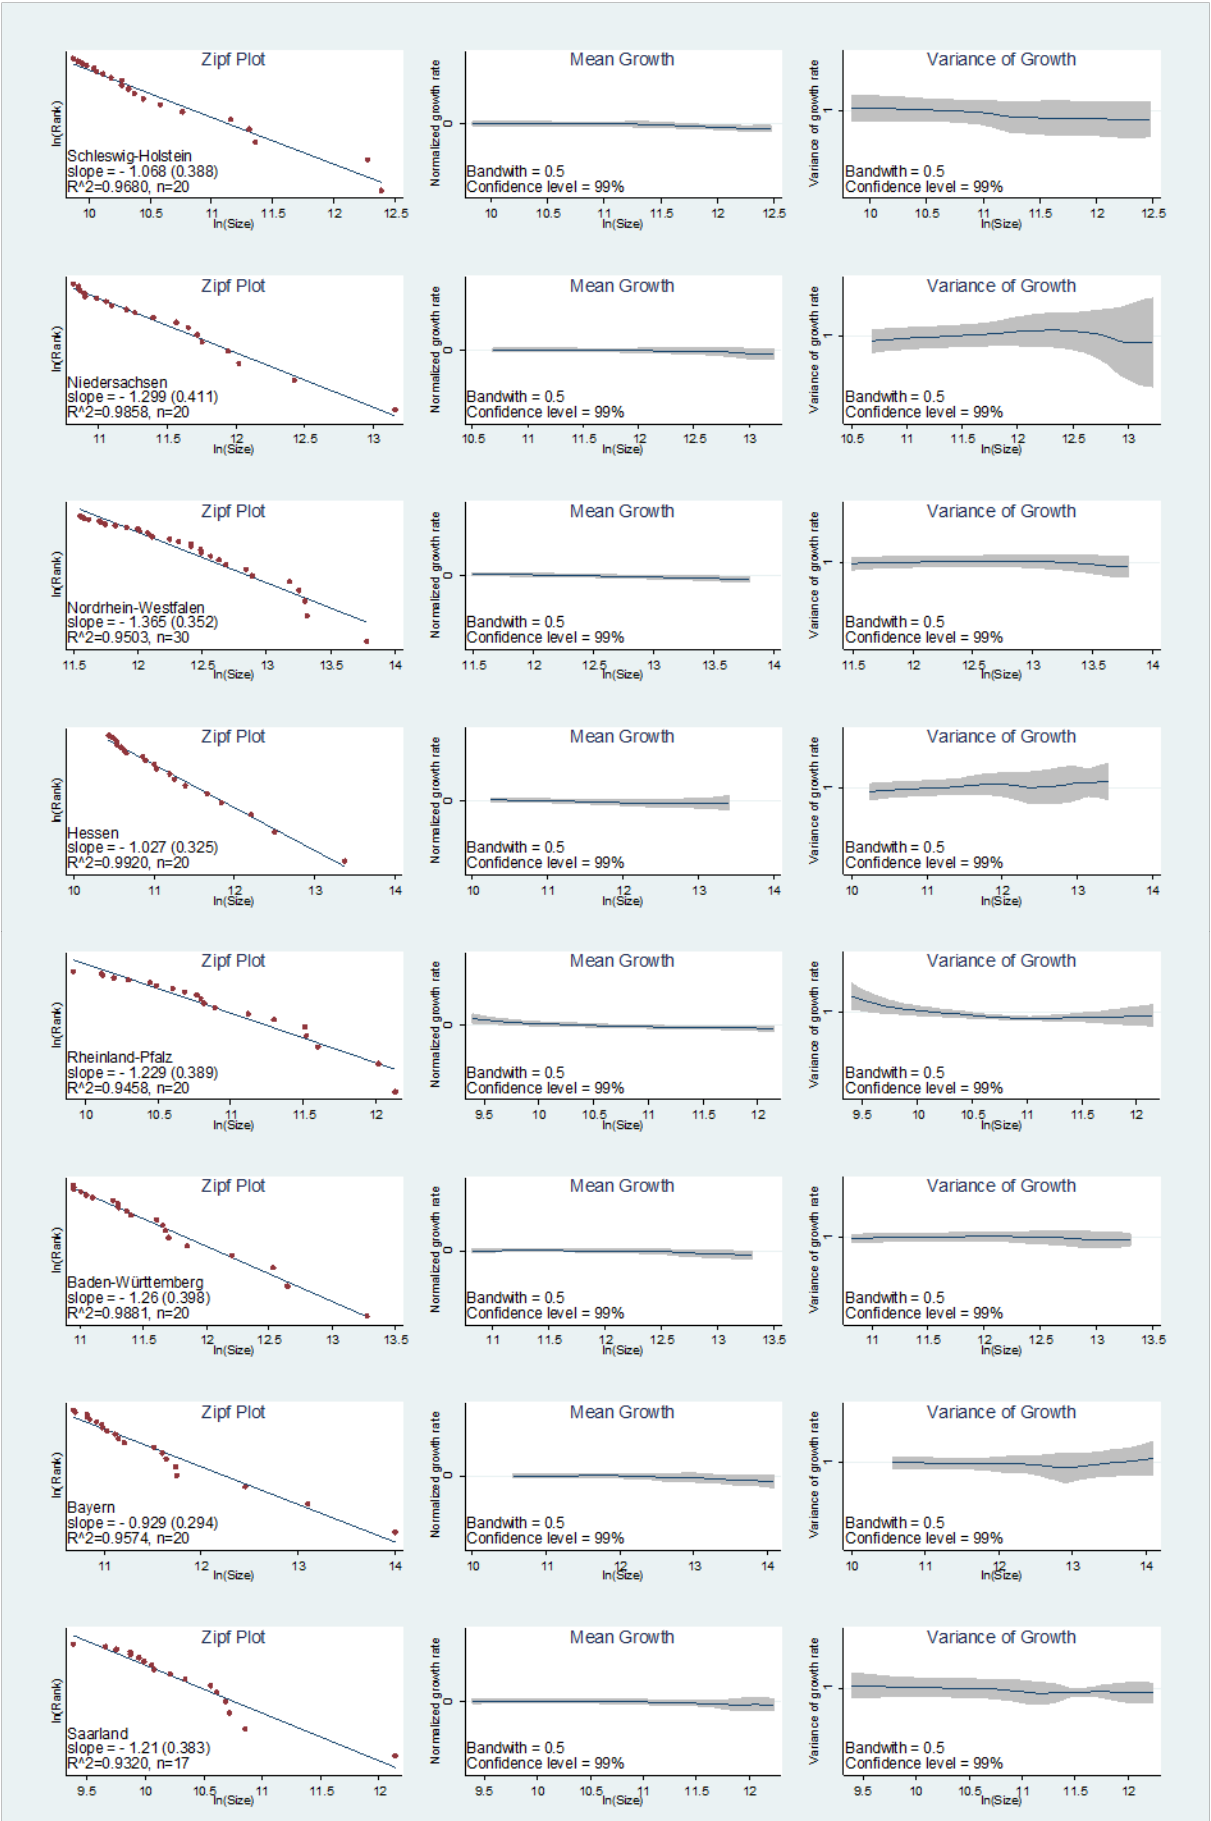 Zipf Plot
ln(Rank)
Schleswig-Holstein
slope = - 1.068 (0.388)
R^2=0.9680, n=20
10 10.5 11 11.5 12 12.5
ln(Size)
Mean Growth
Normalized growth rate
0
Bandwith = 0.5
Confidence level = 99%
10 10.5 11 11.5 12 12.5
ln(Size)
Variance of Growth
Variance of growth rate
1
Bandwith = 0.5
Confidence level = 99%
10 10.5 11 11.5 12 12.5
ln(Size)
Zipf Plot
ln(Rank)
Niedersachsen
slope = - 1.299 (0.411)
R^2=0.9858, n=20
11 11.5 12 12.5 13
ln(Size)
Mean Growth
Normalized growth rate
0
Bandwith = 0.5
Confidence level = 99%
10.5 11 11.5 12 12.5 13
ln(Size)
Variance of Growth
Variance of growth rate
1
Bandwith = 0.5
Confidence level = 99%
10.5 11 11.5 12 12.5 13
ln(Size)
Zipf Plot
ln(Rank)
Nordrhein-Westfalen
slope = - 1.365 (0.352)
R^2=0.9503, n=30
11.5 12 12.5 13 13.5 14
ln(Size)
Mean Growth
Normalized growth rate
0
Bandwith = 0.5
Confidence level = 99%
11.5 12 12.5 13 13.5 14
ln(Size)
Variance of Growth
Variance of growth rate
1
Bandwith = 0.5
Confidence level = 99%
11.5 12 12.5 13 13.5 14
ln(Size)
Zipf Plot
ln(Rank)
Hessen
slope = - 1.027 (0.325)
R^2=0.9920, n=20
10 11 12 13 14
ln(Size)
Mean Growth
Normalized growth rate
0
Bandwith = 0.5
Confidence level = 99%
10 11 12 13 14
ln(Size)
Variance of Growth
Variance of growth rate
1
Bandwith = 0.5
Confidence level = 99%
10 11 12 13 14
ln(Size)
Zipf Plot
ln(Rank)
Rheinland-Pfalz
slope = - 1.229 (0.389)
R^2=0.9458, n=20
10 10.5 11 11.5 12
ln(Size)
Mean Growth
Normalized growth rate
0
Bandwith = 0.5
Confidence level = 99%
9.5 10 10.5 11 11.5 12
ln(Size)
Variance of Growth
Variance of growth rate
1
Bandwith = 0.5
Confidence level = 99%
9.5 10 10.5 11 11.5 12
ln(Size)
Zipf Plot
ln(Rank)
Baden-Württemberg
slope = - 1.26 (0.398)
R^2=0.9881, n=20
11 11.5 12 12.5 13 13.5
ln(Size)
Mean Growth
Normalized growth rate
0
Bandwith = 0.5
Confidence level = 99%
11 11.5 12 12.5 13 13.5
ln(Size)
Variance of Growth
Variance of growth rate
1
Bandwith = 0.5
Confidence level = 99%
11 11.5 12 12.5 13 13.5
ln(Size)
Zipf Plot
ln(Rank)
Bayern
slope = - 0.929 (0.294)
R^2=0.9574, n=20
11 12 13 14
ln(Size)
Mean Growth
Normalized growth rate
0
Bandwith = 0.5
Confidence level = 99%
10 11 12 13 14
ln(Size)
Variance of Growth
Variance of growth rate
1
Bandwith = 0.5
Confidence level = 99%
10 11 12 13 14
ln(Size)
Zipf Plot
ln(Rank)
Saarland
slope = - 1.21 (0.383)
R^2=0.9320, n=17
9.5 10 10.5 11 11.5 12
ln(Size)
Mean Growth
Normalized growth rate
0
Bandwith = 0.5
Confidence level = 99%
9.5 10 10.5 11 11.5 12
ln(Size)
Variance of Growth
Variance of growth rate
1
Bandwith = 0.5
Confidence level = 99%
9.5 10 10.5 11 11.5 12
ln(Size)